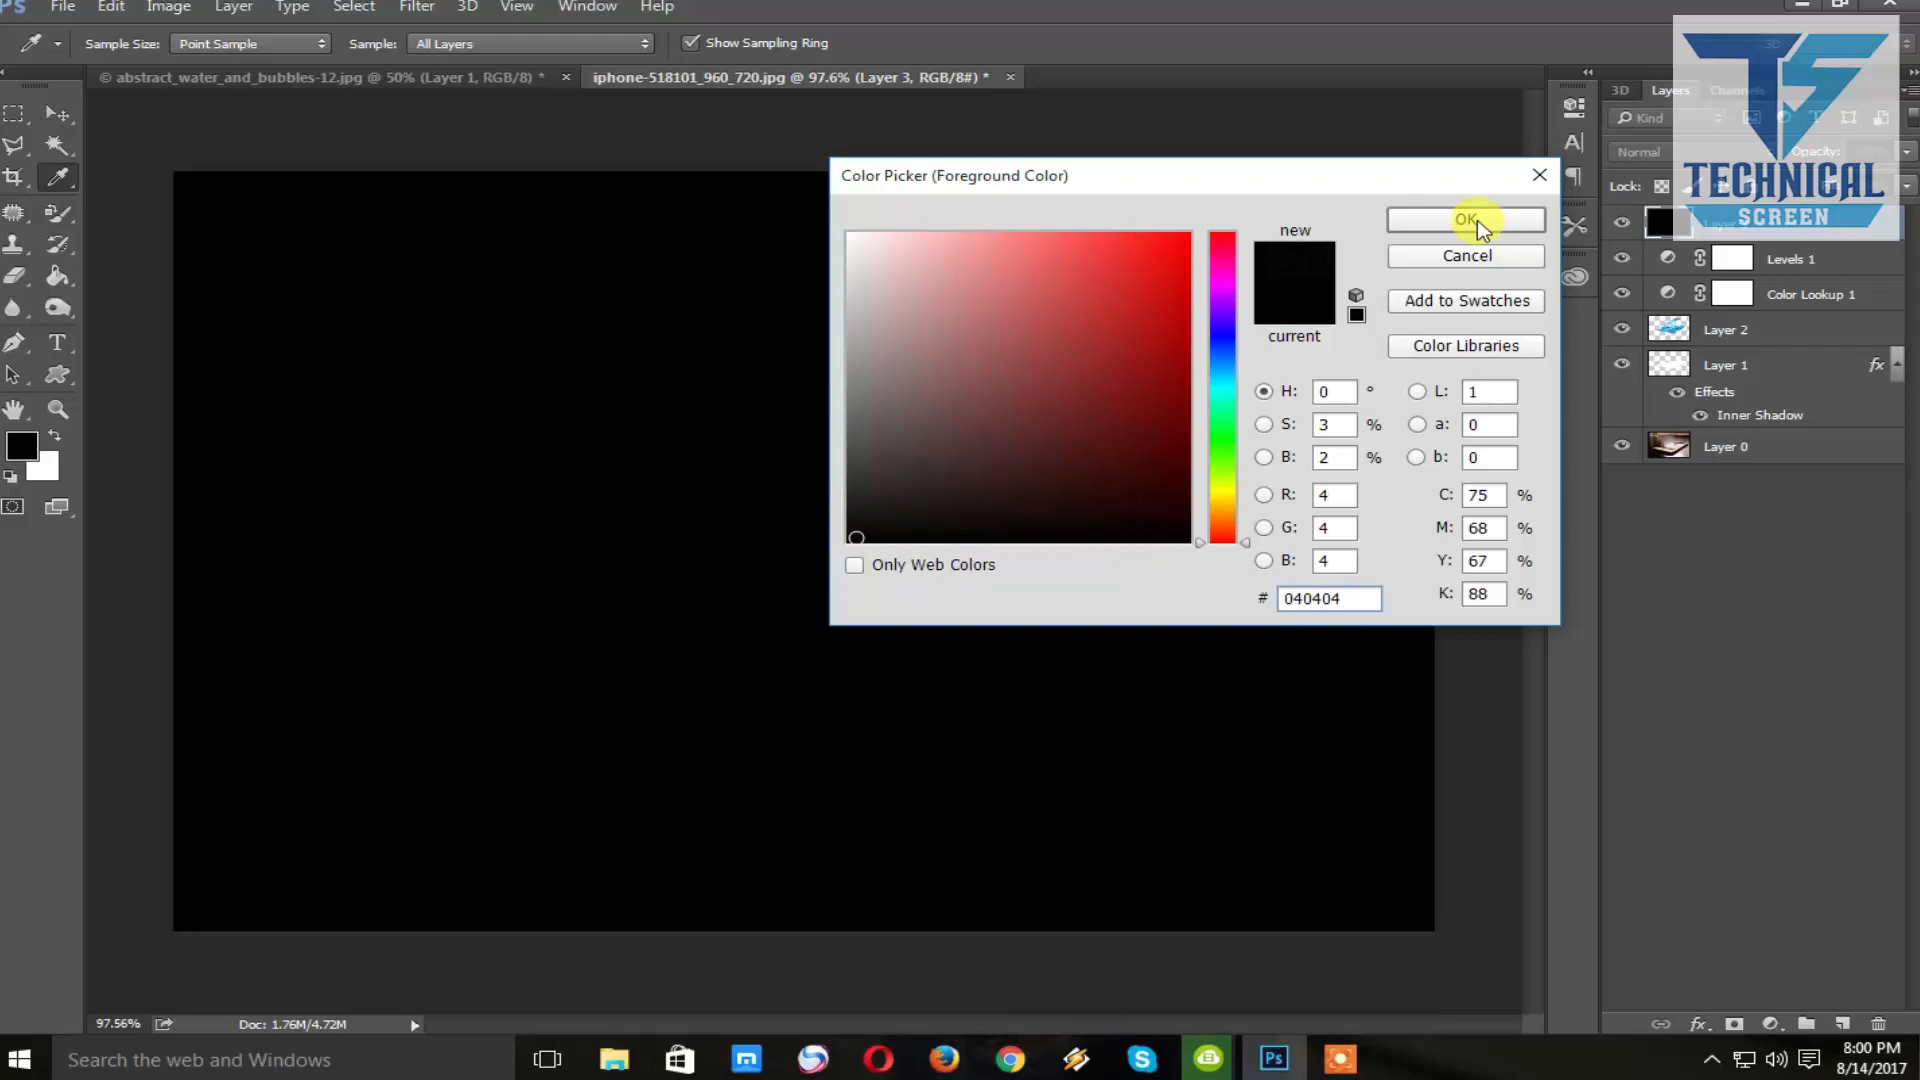 Ps File Edit Image Layer Type Select Filter 3D View Window Help
Sample Size: Point Sample Sample: All Layers Show Sampling Ring
© abstract_water_and_bubbles-12.jpg @ 50% (Layer 1, RGB/8) * × iphone-518101_960_720.jpg @ 97.6% (Layer 3, RGB/8#) * ×
3D Layers Channels
Kind
Normal Opacity:
Lock:
TS
TECHNICAL
SCREEN
Color Picker (Foreground Color)
new
current
OK
Cancel
Add to Swatches
Color Libraries
H: 0 ° L: 1
S: 3 % a: 0
B: 2 % b: 0
R: 4 C: 75 %
G: 4 M: 68 %
B: 4 Y: 67 %
# 040404 K: 88 %
Only Web Colors
Levels 1
Color Lookup 1
Layer 2
Layer 1 fx
Effects
Inner Shadow
Layer 0
97.56% Doc: 1.76M/4.72M
Search the web and Windows
Ps
8:00 PM
8/14/2017